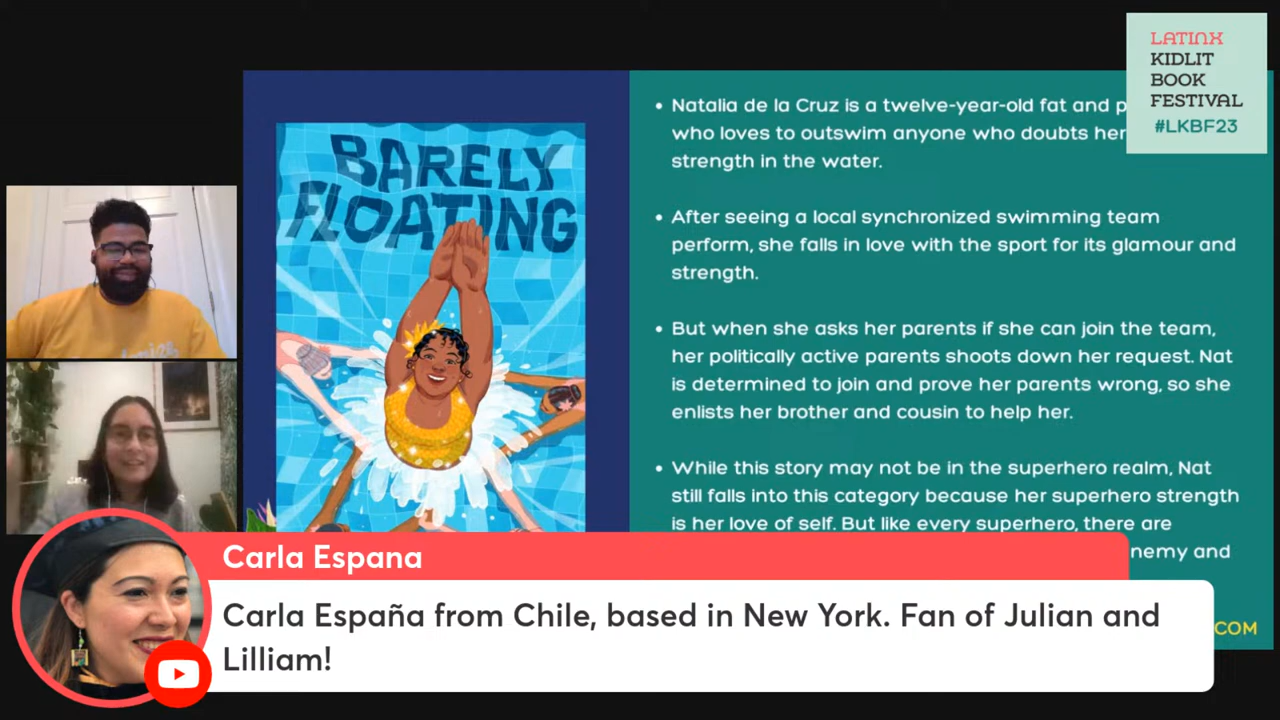 LATINX
KIDLIT
BOOK
FESTIVAL
#LKBF23
BARELY
FLOATING
• Natalia de la Cruz is a twelve-year-old fat and
who loves to outswim anyone who doubts her
strength in the water.
• After seeing a local synchronized swimming team
perform, she falls in love with the sport for its glamour and
strength.
• But when she asks her parents if she can join the team,
her politically active parents shoots down her request. Nat
is determined to join and prove her parents wrong, so she
enlists her brother and cousin to help her.
• While this story may not be in the superhero realm, Nat
still falls into this category because her superhero strength
is her love of self. But like every superhero, there are
and
COM
Carla Espana
Carla España from Chile, based in New York. Fan of Julian and
Lilliam!